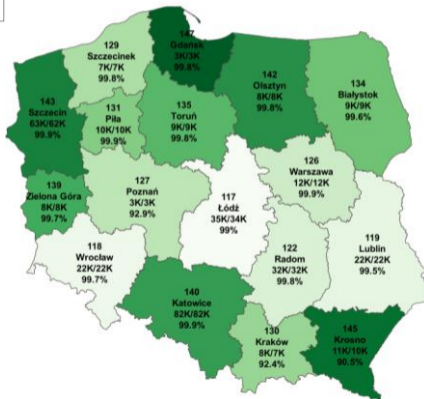 147
Gdańsk
3K/3K
99.8%
129
Szczecinek
7K/7K
99.8%
142
Olsztyn
8K/8K
99.8%
134
Białystok
9K/9K
99.6%
143
Szczecin
63K/62K
99.9%
131
Piła
10K/10K
99.9%
135
Toruń
9K/9K
99.8%
126
Warszawa
12K/12K
99.9%
139
Zielona Góra
8K/8K
99.7%
127
Poznań
3K/3K
92.9%
117
Łódź
35K/34K
99%
118
Wrocław
22K/22K
99.7%
122
Radom
32K/32K
99.8%
119
Lublin
22K/22K
99.5%
140
Katowice
82K/82K
99.9%
130
Kraków
8K/7K
92.4%
145
Krosno
11K/10K
90.5%